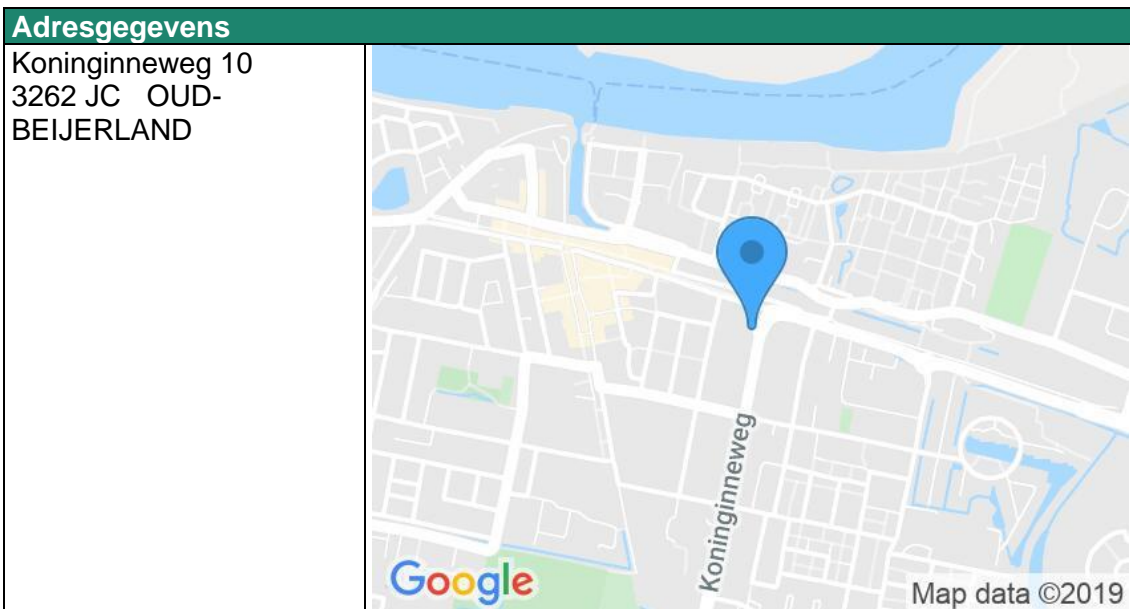 Adresgegevens
Koninginneweg 10
3262 JC OUD-
BEIJERLAND
Koninginneweg
Google
Map data ©2019